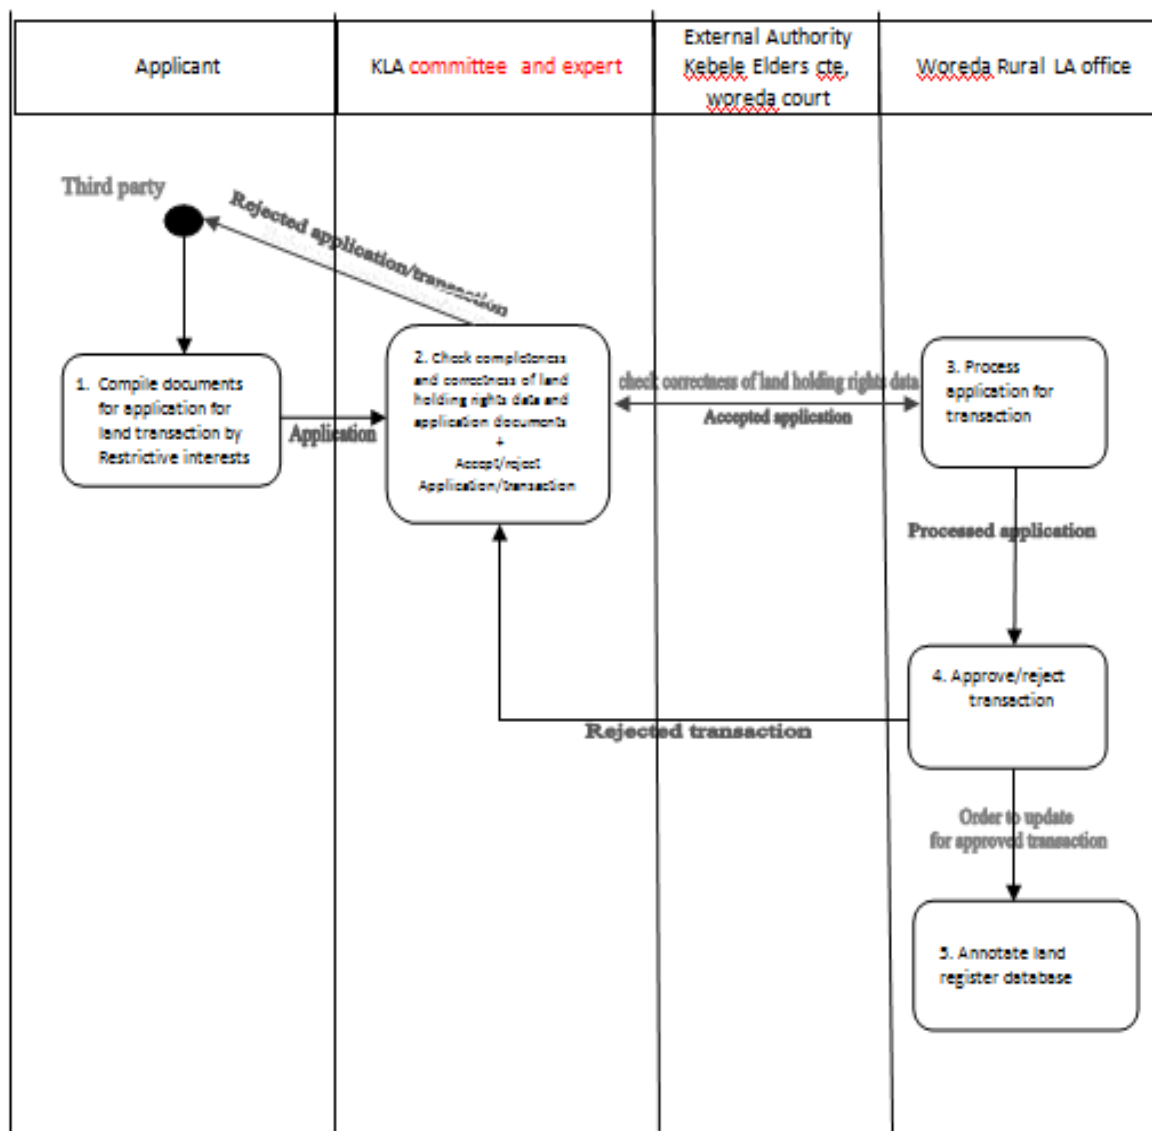 Applicant
KLA committee and expert
External Authority
Kebele Elders cte,
woreda court
Woreda Rural LA office
Third party
Rejected application/transaction
1. Compile documents
for application for
land transaction by
Restrictive interests
Application
2. Check completeness
and correctness of land
holding rights data and
application documents
+
Accept/reject
Application/transaction
check correctness of land holding rights data
Accepted application
3. Process
application for
transaction
Processed application
4. Approve/reject
transaction
Rejected transaction
Order to update
for approved transaction
5. Annotate land
register database